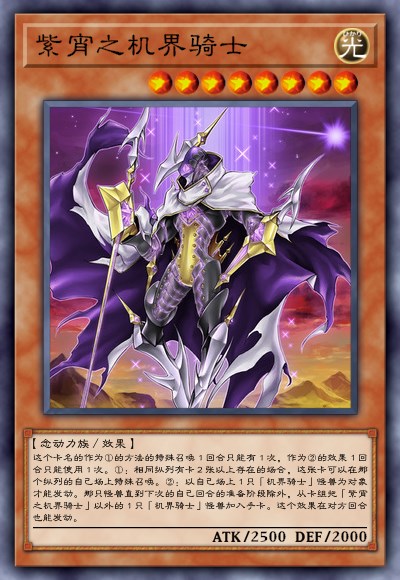 紫宵之机界骑士
光
ひかり
【念动力族／效果】
这个卡名的作为①的方法的特殊召唤1回合只能有1次，作为②的效果1回
合只能使用1次。①：相同纵列有卡2张以上存在的场合，这张卡可以在那
个纵列的自己场上特殊召唤。②：以自己场上1只「机界骑士」怪兽为对象
才能发动。那只怪兽直到下次的自己回合的准备阶段除外，从卡组把「紫宵
之机界骑士」以外的1只「机界骑士」怪兽加入手卡。这个效果在对方回合
也能发动。
ATK/2500 DEF/2000